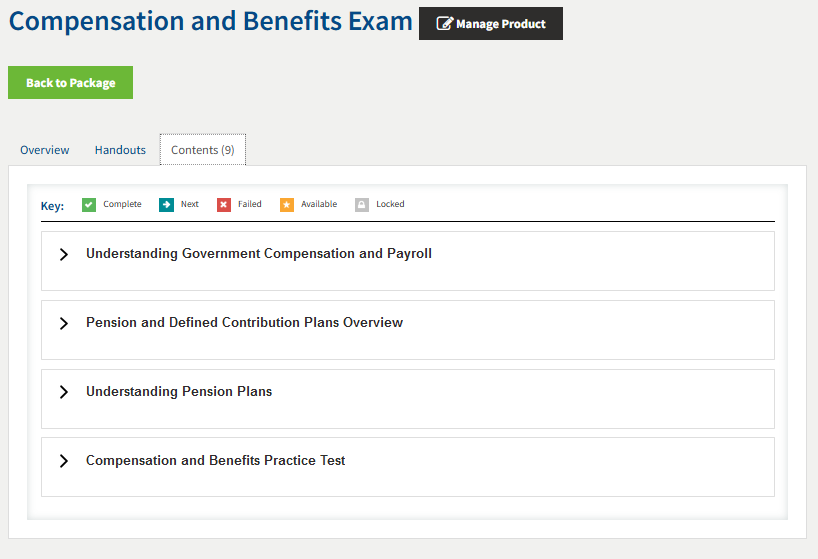 Compensation and Benefits Exam Manage Product
Back to Package
Overview Handouts Contents (9)
Key: Complete Next Failed Available Locked
Understanding Government Compensation and Payroll
Pension and Defined Contribution Plans Overview
Understanding Pension Plans
Compensation and Benefits Practice Test